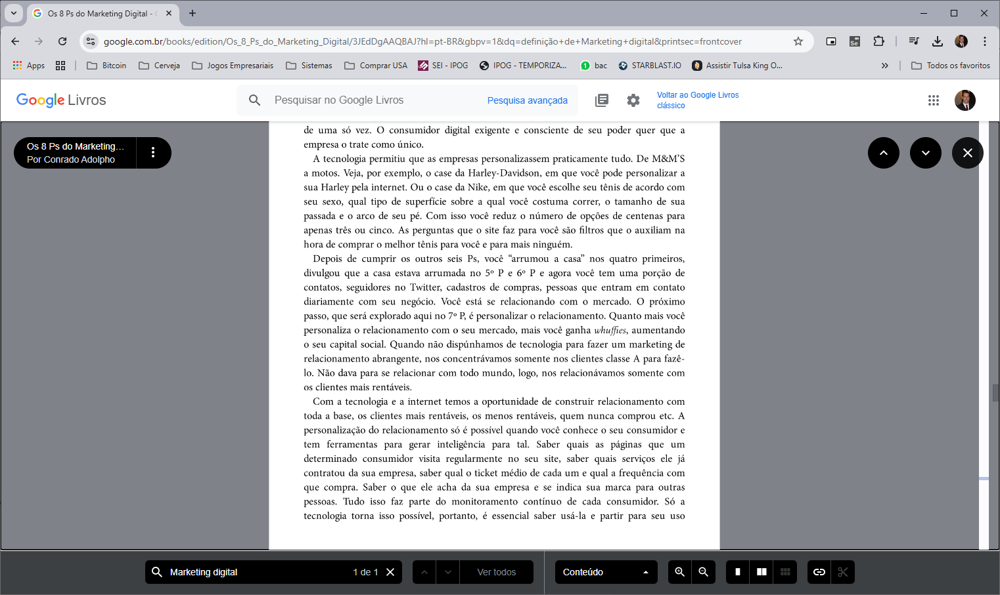 Os 8 Ps do Marketing Digital -
google.com.br/books/edition/Os_8_Ps_do_Marketing_Digital/3JEdDgAAQBAJ?hl=pt-BR&gbpv=1&dq=definição+de+Marketing+digital&printsec=frontcover
Se
Apps Bitcoin Cerveja Jogos Empresariais Sistemas Comprar USA SEI - IPOG IPOG - TEMPORIZA... 1 bac STARBLAST.IO Assistir Tulsa King O... » Todos os favoritos
Google Livros Pesquisar no Google Livros Pesquisa avançada Voltar ao Google Livros
clássico
Os 8 Ps do Marketing...
Por Conrado Adolpho
de uma só vez. O consumidor digital exigente e consciente de seu poder quer que a
empresa o trate como único.
A tecnologia permitiu que as empresas personalizassem praticamente tudo. De M&M'S
a motos. Veja, por exemplo, o case da Harley-Davidson, em que você pode personalizar a
sua Harley pela internet. Ou o case da Nike, em que você escolhe seu tênis de acordo com
seu sexo, qual tipo de superfície sobre a qual você costuma correr, o tamanho de sua
passada e o arco de seu pé. Com isso você reduz o número de opções de centenas para
apenas três ou cinco. As perguntas que o site faz para você são filtros que o auxiliam na
hora de comprar o melhor tênis para você e para mais ninguém.
Depois de cumprir os outros seis Ps, você “arrumou a casa” nos quatro primeiros,
divulgou que a casa estava arrumada no 5º P e 6º P e agora você tem uma porção de
contatos, seguidores no Twitter, cadastros de compras, pessoas que entram em contato
diariamente com seu negócio. Você está se relacionando com o mercado. O próximo
passo, que será explorado aqui no 7º P, é personalizar o relacionamento. Quanto mais você
personaliza o relacionamento com o seu mercado, mais você ganha whuffies, aumentando
o seu capital social. Quando não dispúnhamos de tecnologia para fazer um marketing de
relacionamento abrangente, nos concentrávamos somente nos clientes classe A para fazê-
lo. Não dava para se relacionar com todo mundo, logo, nos relacionávamos somente com
os clientes mais rentáveis.
Com a tecnologia e a internet temos a oportunidade de construir relacionamento com
toda a base, os clientes mais rentáveis, os menos rentáveis, quem nunca comprou etc. A
personalização do relacionamento só é possível quando você conhece o seu consumidor e
tem ferramentas para gerar inteligência para tal. Saber quais as páginas que um
determinado consumidor visita regularmente no seu site, saber quais serviços ele já
contratou da sua empresa, saber qual o ticket médio de cada um e qual a frequência com
que compra. Saber o que ele acha da sua empresa e se indica sua marca para outras
pessoas. Tudo isso faz parte do monitoramento contínuo de cada consumidor. Só a
tecnologia torna isso possível, portanto, é essencial saber usá-la e partir para seu uso
Marketing digital 1 de 1 Ver todos Conteúdo